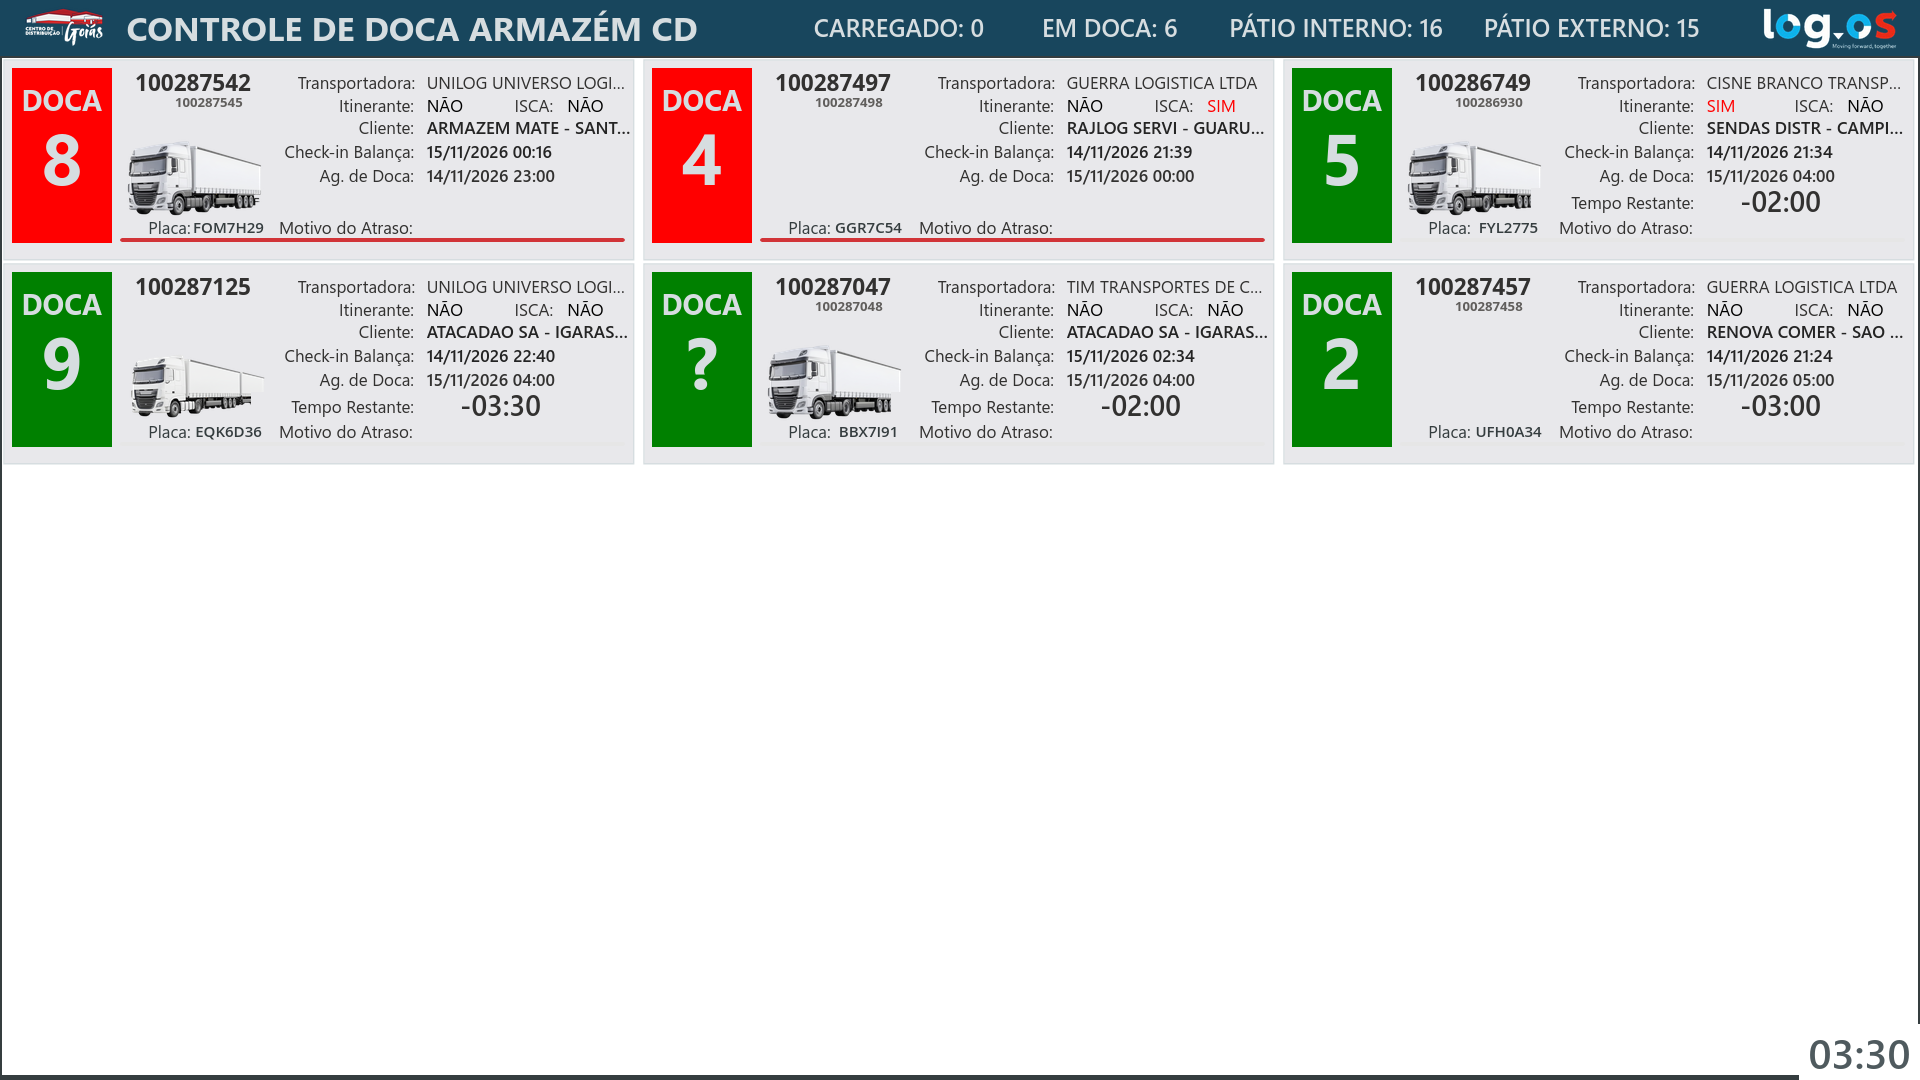 CENTRO DE DISTRIBUIÇÃO Goiás
CONTROLE DE DOCA ARMAZÉM CD
CARREGADO: 0
EM DOCA: 6
PÁTIO INTERNO: 16
PÁTIO EXTERNO: 15
log.os
Moving forward, together
DOCA
8
100287542
100287545
Transportadora: UNILOG UNIVERSO LOGI...
Itinerante: NÃO ISCA: NÃO
Cliente: ARMAZEM MATE - SANT...
Check-in Balança: 15/11/2026 00:16
Ag. de Doca: 14/11/2026 23:00
Placa: FOM7H29 Motivo do Atraso:
DOCA
4
100287497
100287498
Transportadora: GUERRA LOGISTICA LTDA
Itinerante: NÃO ISCA: SIM
Cliente: RAJLOG SERVI - GUARU...
Check-in Balança: 14/11/2026 21:39
Ag. de Doca: 15/11/2026 00:00
Placa: GGR7C54 Motivo do Atraso:
DOCA
5
100286749
100286930
Transportadora: CISNE BRANCO TRANSP...
Itinerante: SIM ISCA: NÃO
Cliente: SENDAS DISTR - CAMPI...
Check-in Balança: 14/11/2026 21:34
Ag. de Doca: 15/11/2026 04:00
Tempo Restante: -02:00
Placa: FYL2775 Motivo do Atraso:
DOCA
9
100287125
Transportadora: UNILOG UNIVERSO LOGI...
Itinerante: NÃO ISCA: NÃO
Cliente: ATACADAO SA - IGARAS...
Check-in Balança: 14/11/2026 22:40
Ag. de Doca: 15/11/2026 04:00
Tempo Restante: -03:30
Placa: EQK6D36 Motivo do Atraso:
DOCA
?
100287047
100287048
Transportadora: TIM TRANSPORTES DE C...
Itinerante: NÃO ISCA: NÃO
Cliente: ATACADAO SA - IGARAS...
Check-in Balança: 15/11/2026 02:34
Ag. de Doca: 15/11/2026 04:00
Tempo Restante: -02:00
Placa: BBX7I91 Motivo do Atraso:
DOCA
2
100287457
100287458
Transportadora: GUERRA LOGISTICA LTDA
Itinerante: NÃO ISCA: NÃO
Cliente: RENOVA COMER - SAO ...
Check-in Balança: 14/11/2026 21:24
Ag. de Doca: 15/11/2026 05:00
Tempo Restante: -03:00
Placa: UFH0A34 Motivo do Atraso:
03:30